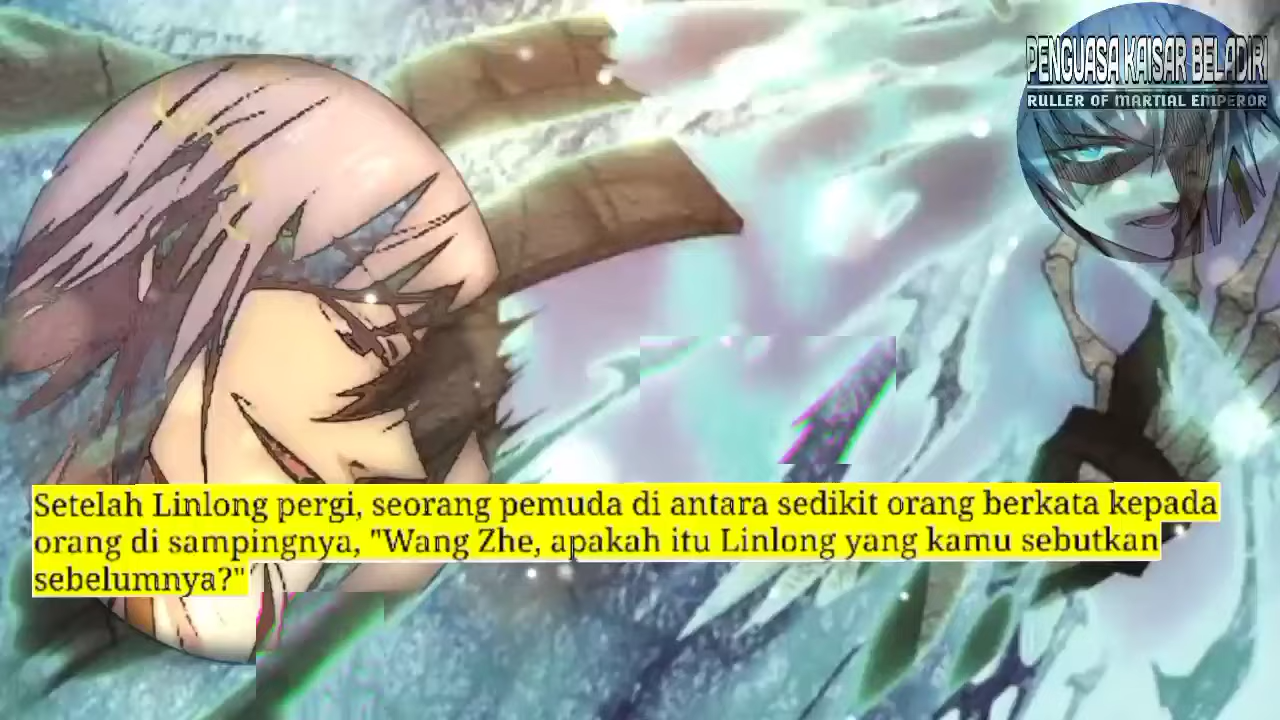 PENGUASA KAISAR BELADIRI
RULLER OF MARTIAL EMPEROR
Setelah Linlong pergi, seorang pemuda di antara sedikit orang berkata kepada
orang di sampingnya, "Wang Zhe, apakah itu Linlong yang kamu sebutkan
sebelumnya?"